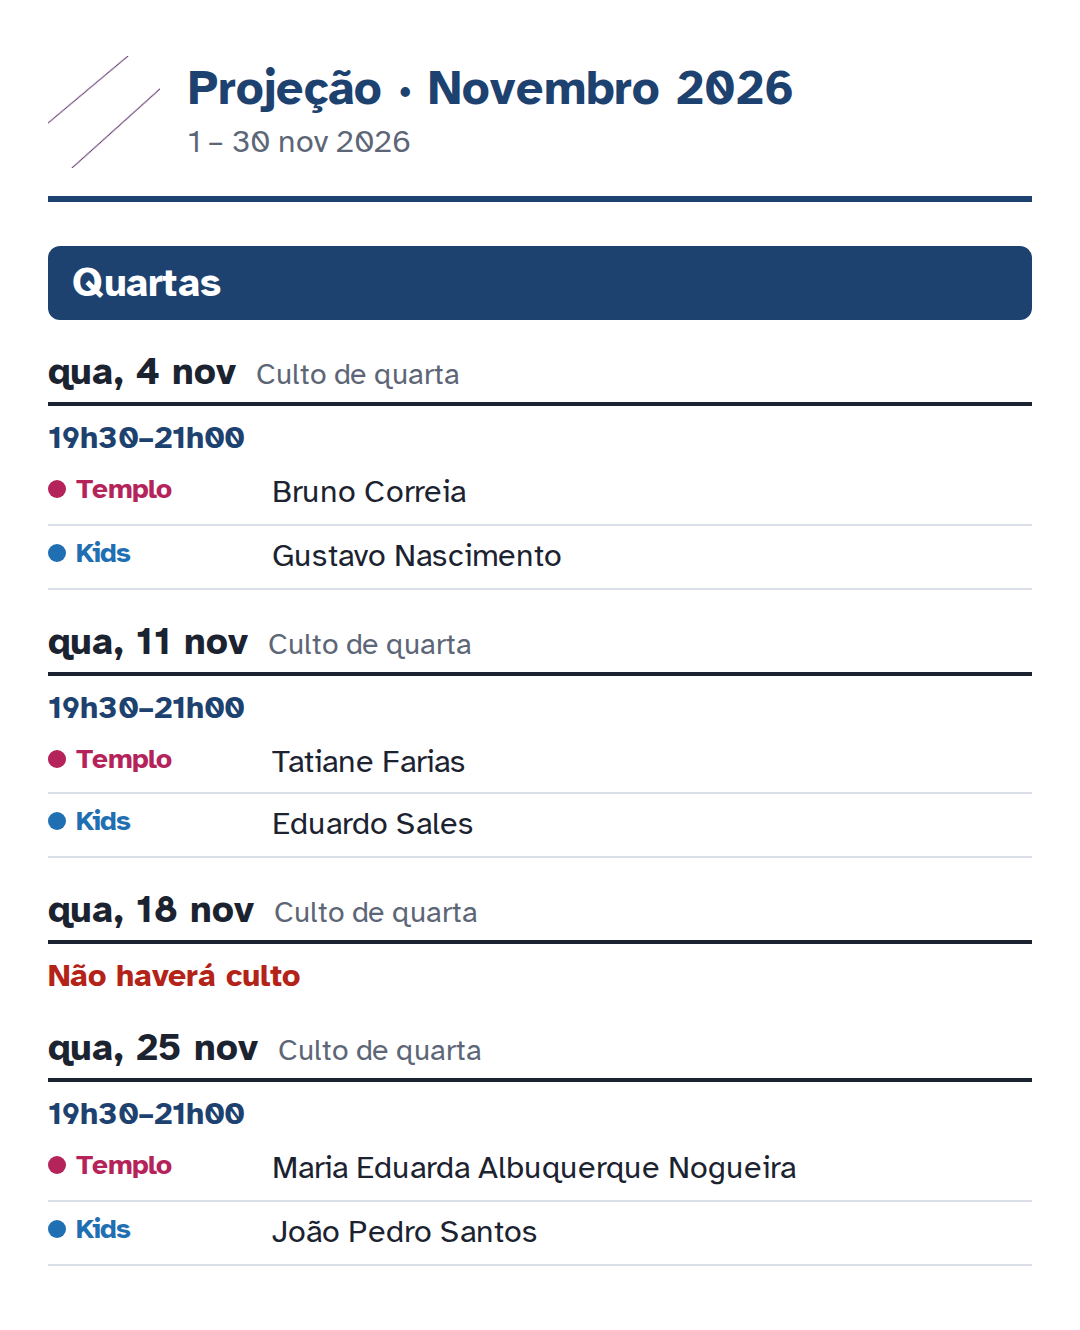 Projeção • Novembro 2026
1 – 30 nov 2026
Quartas
qua, 4 nov Culto de quarta
19h30–21h00
Templo Bruno Correia
Kids Gustavo Nascimento
qua, 11 nov Culto de quarta
19h30–21h00
Templo Tatiane Farias
Kids Eduardo Sales
qua, 18 nov Culto de quarta
Não haverá culto
qua, 25 nov Culto de quarta
19h30–21h00
Templo Maria Eduarda Albuquerque Nogueira
Kids João Pedro Santos